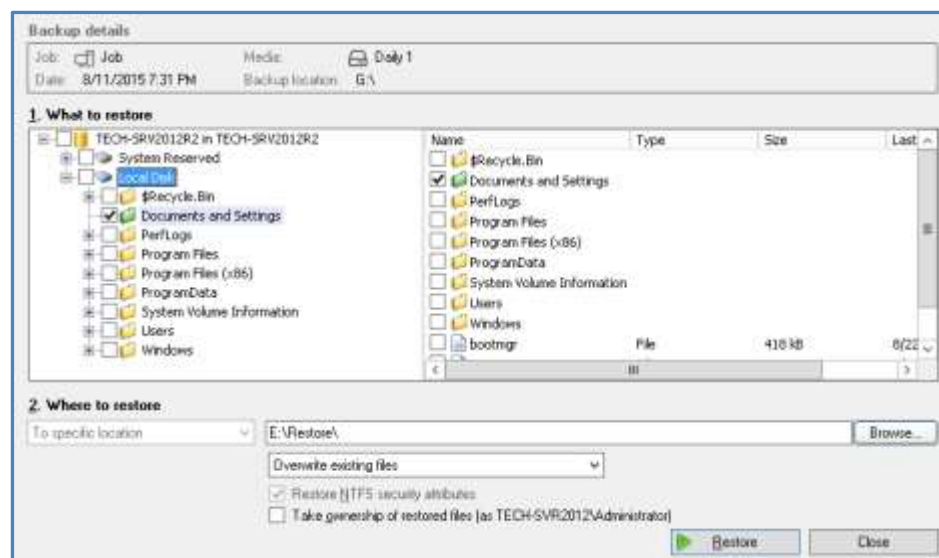 Backup details
Job: Job Media: Daily 1
Date: 8/11/2015 7:31 PM Backup location: G:\
1. What to restore
TECH-SRV2012R2 in TECH-SRV2012R2
System Reserved
Local Disk
$Recycle.Bin
Documents and Settings
PerfLogs
Program Files
Program Files (x86)
ProgramData
System Volume Information
Users
Windows
Name Type Size Last
$Recycle.Bin
Documents and Settings
PerfLogs
Program Files
Program Files (x86)
ProgramData
System Volume Information
Users
Windows
bootmgr File 418 kB 8/22
2. Where to restore
To specific location E:\Restore\ Browse...
Overwrite existing files
Restore NTFS security attributes
Take ownership of restored files (as TECH-SVR2012\Administrator)
Restore Close